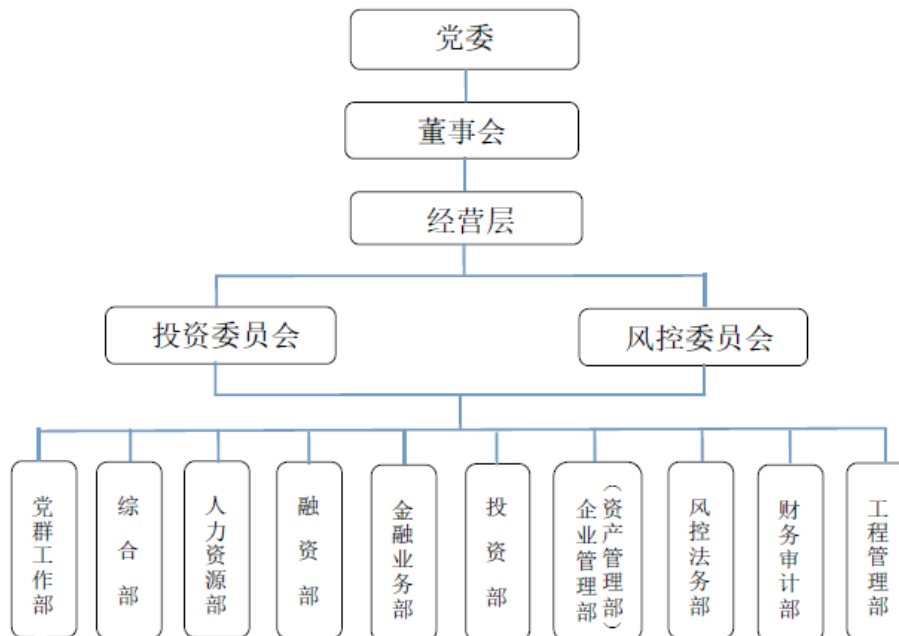 党委
董事会
经营层
投资委员会
风控委员会
党群工作部
综合部
人力资源部
融资部
金融业务部
投资部
企业管理部
（资产管理部）
风控法务部
财务审计部
工程管理部